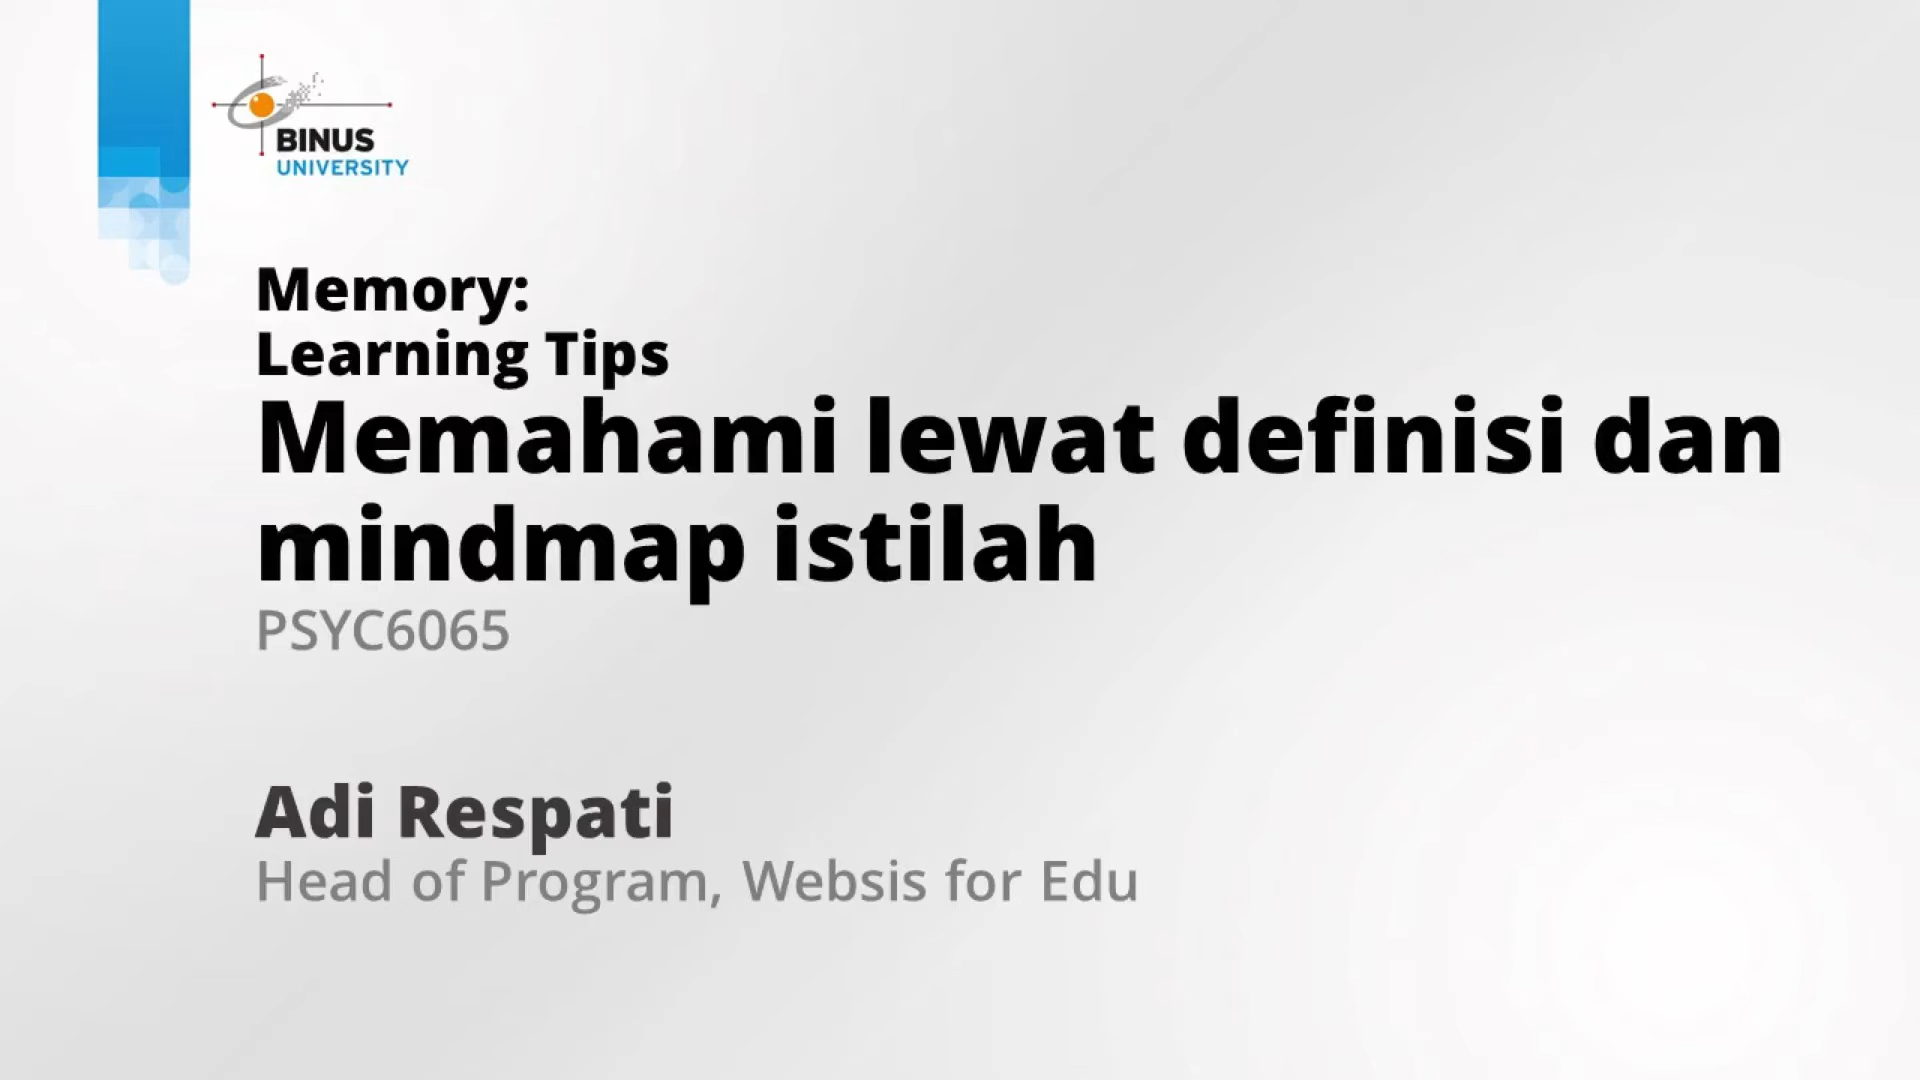 BINUS
UNIVERSITY
Memory:
Learning Tips
Memahami lewat definisi dan
mindmap istilah
PSYC6065
Adi Respati
Head of Program, Websis for Edu